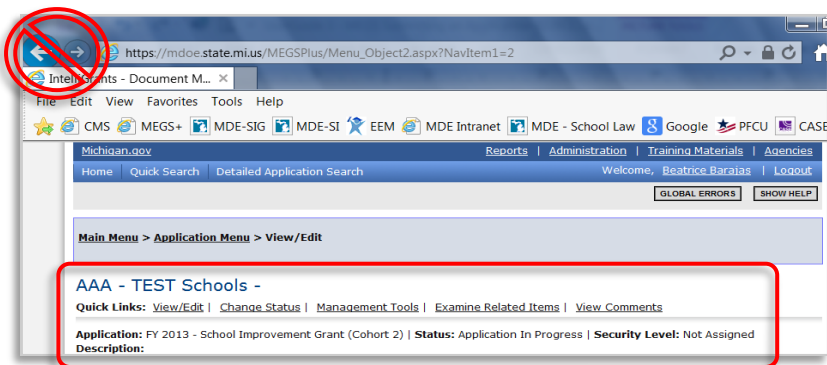 https://mdoe.state.mi.us/MEGSPlus/Menu_Object2.aspx?NavItem1=2
IntelliGrants - Document M...
File Edit View Favorites Tools Help
CMS MEGS+ MDE-SIG MDE-SI EEM MDE Intranet MDE - School Law Google PFCU CASE
Michigan.gov Reports | Administration | Training Materials | Agencies
Home | Quick Search | Detailed Application Search Welcome, Beatrice Barajas | Logout
GLOBAL ERRORS SHOW HELP
Main Menu > Application Menu > View/Edit
AAA - TEST Schools -
Quick Links: View/Edit | Change Status | Management Tools | Examine Related Items | View Comments
Application: FY 2013 - School Improvement Grant (Cohort 2) | Status: Application In Progress | Security Level: Not Assigned
Description: